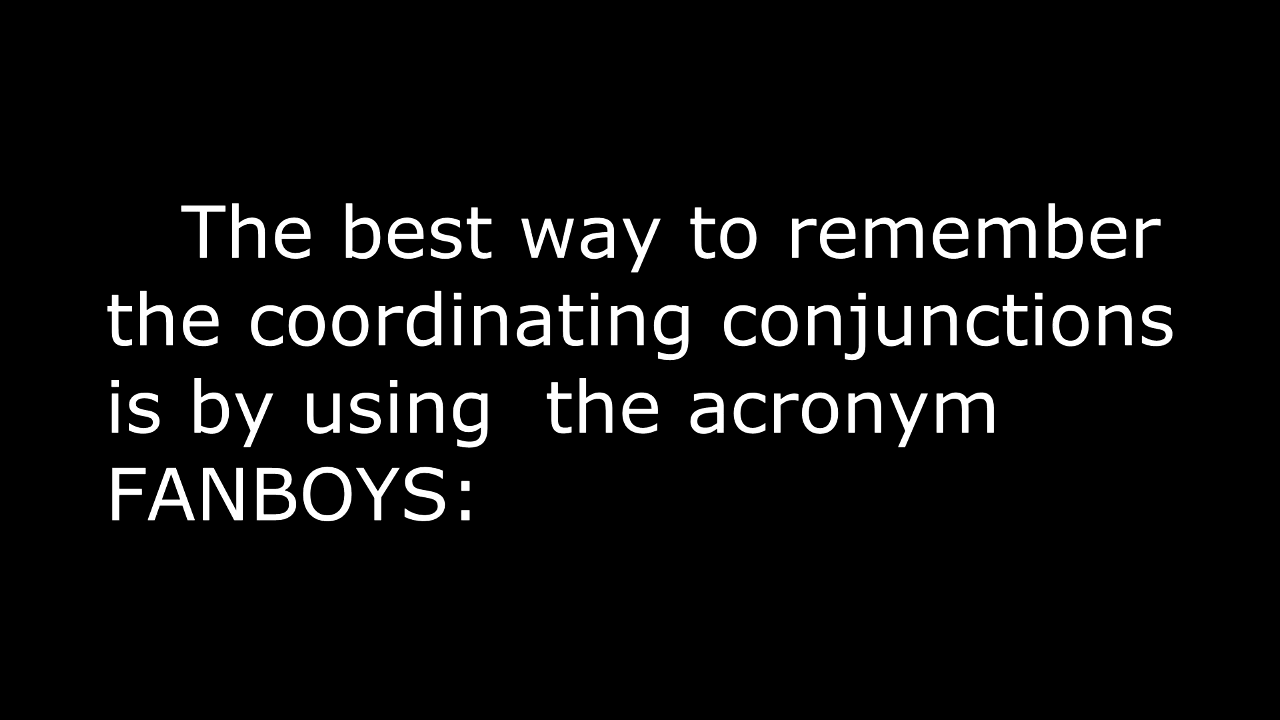 The best way to remember
the coordinating conjunctions
is by using  the acronym
FANBOYS: